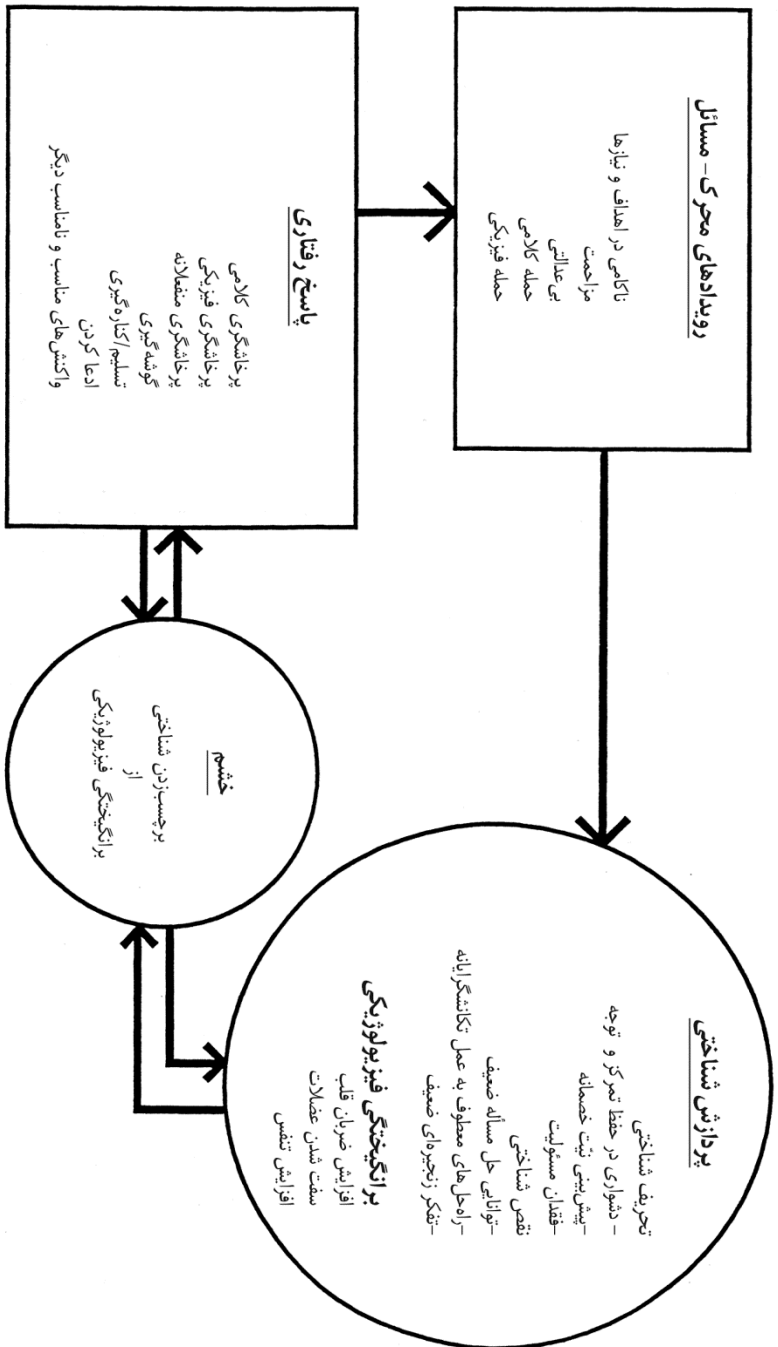 رویدادهای محرک - مسائل
ناکامی در اهداف و نیازها
مزاحمت
بی‌عدالتی
حمله کلامی
حمله فیزیکی
پردازش شناختی
تحریف شناختی
- دشواری در حفظ تمرکز و توجه
-پیش‌بینی نیّت خصمانه
-فقدان مسئولیت
نقص شناختی
-توانایی حل مسأله ضعیف
-راه‌حل‌های معطوف به عمل تکانشگرایانه
-تفکر زنجیره‌ای ضعیف
برانگیختگی فیزیولوژیکی
افزایش ضربان قلب
سفت شدن عضلات
افزایش تنفس
خشم
برچسب‌زدن شناختی
از
برانگیختگی فیزیولوژیکی
پاسخ رفتاری
پرخاشگری کلامی
پرخاشگری فیزیکی
پرخاشگری منفعلانه
گوشه‌گیری
تسلیم/کناره‌گیری
ادعا کردن
واکنش‌های مناسب و نامناسب دیگر